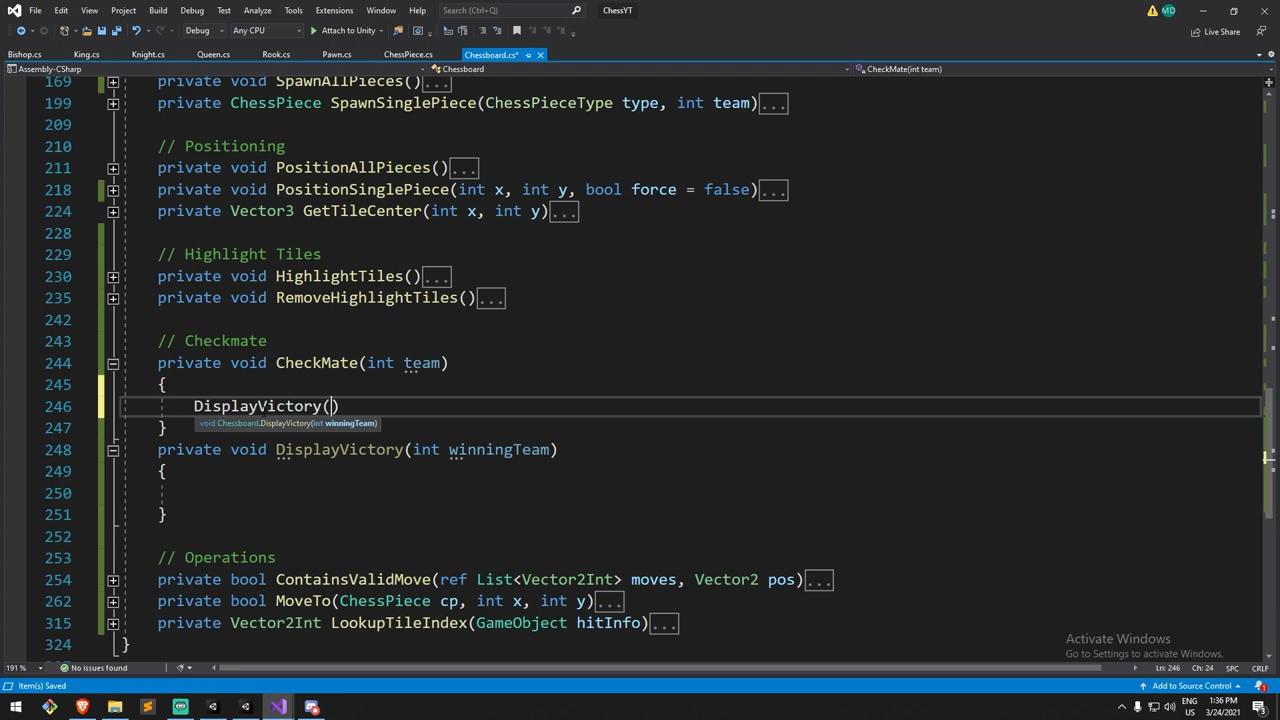 File Edit View Git Project Build Debug Test Analyze Tools Extensions Window Help Search (Ctrl+Q) ChessYT MD
Debug Any CPU Attach to Unity Live Share
Bishop.cs King.cs Knight.cs Queen.cs Rook.cs Pawn.cs ChessPiece.cs Chessboard.cs*
Assembly-CSharp Chessboard CheckMate(int team)
169 private void SpawnAllPieces()...
199 private ChessPiece SpawnSinglePiece(ChessPieceType type, int team)...
209
210 // Positioning
211 private void PositionAllPieces()...
218 private void PositionSinglePiece(int x, int y, bool force = false)...
224 private Vector3 GetTileCenter(int x, int y)...
228
229 // Highlight Tiles
230 private void HighlightTiles()...
235 private void RemoveHighlightTiles()...
242
243 // Checkmate
244 private void CheckMate(int team)
245 {
246 DisplayVictory()
void Chessboard.DisplayVictory(int winningTeam)
247 }
248 private void DisplayVictory(int winningTeam)
249 {
250
251 }
252
253 // Operations
254 private bool ContainsValidMove(ref List<Vector2Int> moves, Vector2 pos)...
262 private bool MoveTo(ChessPiece cp, int x, int y)...
315 private Vector2Int LookupTileIndex(GameObject hitInfo)...
324 }
Activate Windows
Go to Settings to activate Windows.
191 % No issues found Ln: 246 Ch: 24 SPC CRLF
Item(s) Saved Add to Source Control 1
ENG 1:36 PM
US 3/24/2021 3